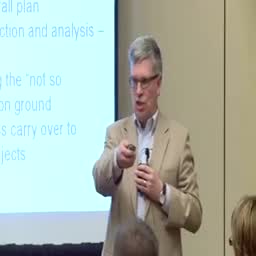 all plan
ction and analysis –
g the "not so
on ground
s carry over to
jects